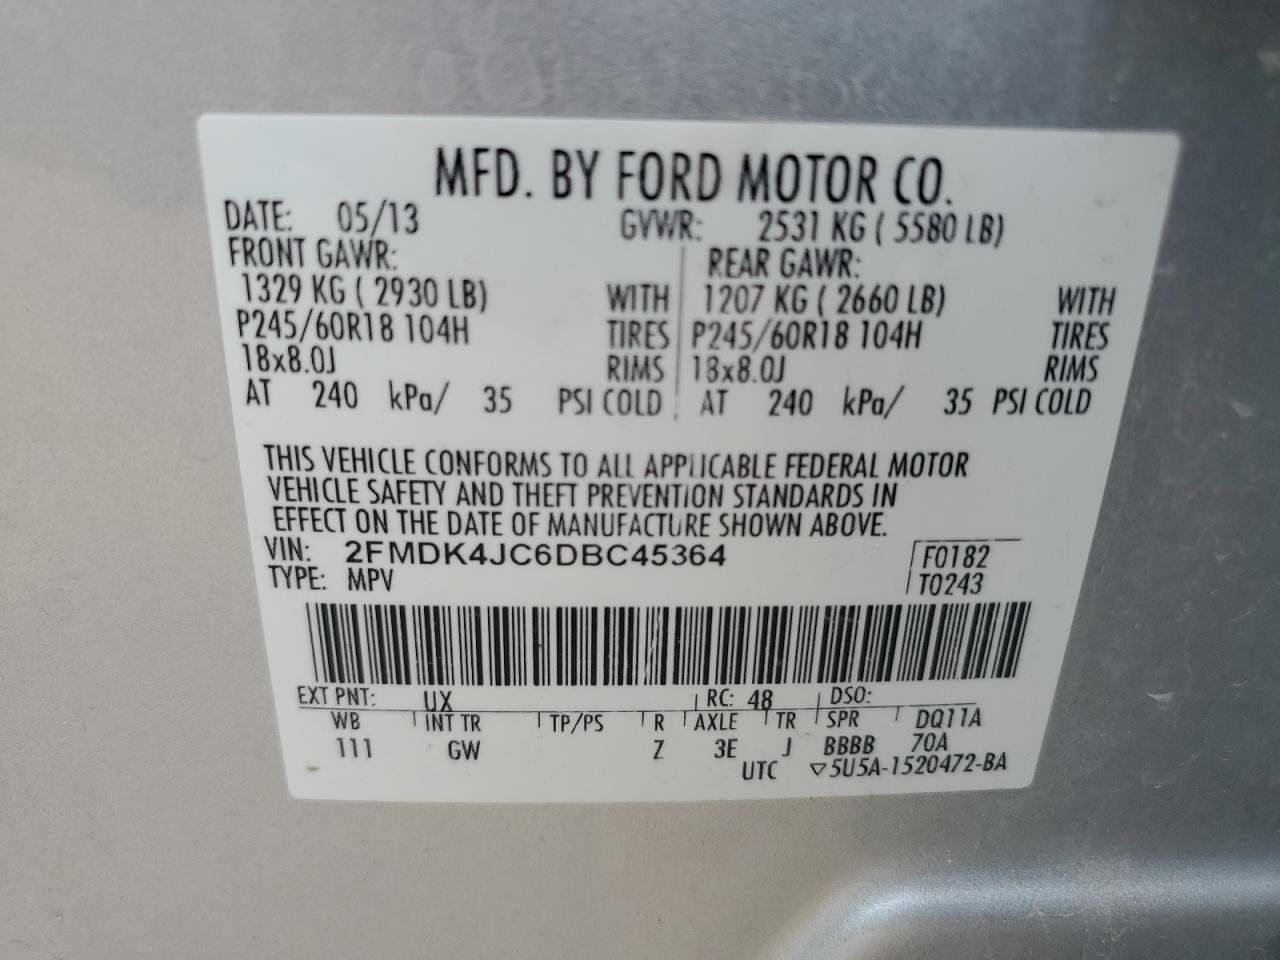 MFD. BY FORD MOTOR CO.
DATE: 05/13 GVWR: 2531 KG ( 5580 LB)
FRONT GAWR: REAR GAWR:
1329 KG ( 2930 LB) WITH 1207 KG ( 2660 LB) WITH
P245/60R18 104H TIRES P245/60R18 104H TIRES
18x8.0J RIMS 18x8.0J RIMS
AT 240 kPa/ 35 PSI COLD AT 240 kPa/ 35 PSI COLD
THIS VEHICLE CONFORMS TO ALL APPLICABLE FEDERAL MOTOR
VEHICLE SAFETY AND THEFT PREVENTION STANDARDS IN
EFFECT ON THE DATE OF MANUFACTURE SHOWN ABOVE.
VIN: 2FMDK4JC6DBC45364 F0182
TYPE: MPV T0243
EXT PNT: UX RC: 48 DSO:
WB INT TR TP/PS R AXLE TR SPR DQ11A
111 GW Z 3E J BBBB 70A
UTC ▽5U5A-1520472-BA